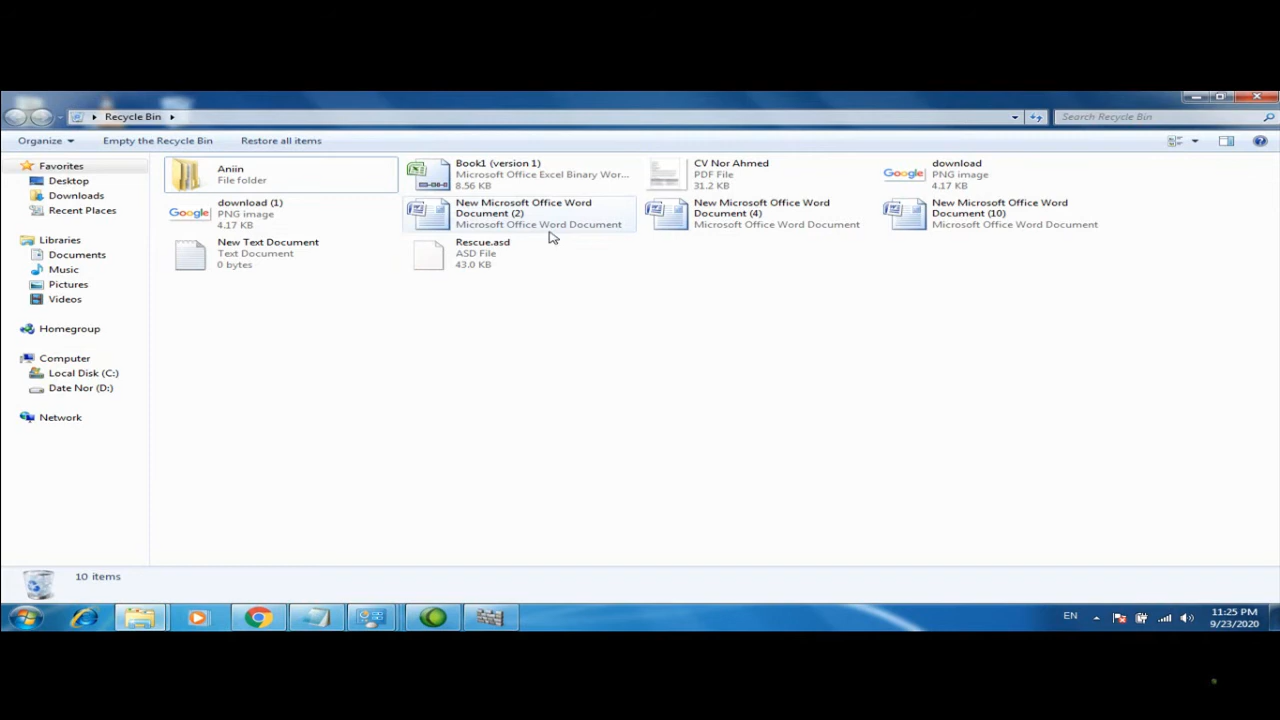 Recycle Bin
Search Recycle Bin
Organize
Empty the Recycle Bin
Restore all items
Favorites
Desktop
Downloads
Recent Places
Libraries
Documents
Music
Pictures
Videos
Homegroup
Computer
Local Disk (C:)
Date Nor (D:)
Network
Aniin
File folder
Book1 (version 1)
Microsoft Office Excel Binary Wor...
8.56 KB
CV Nor Ahmed
PDF File
31.2 KB
Google
download
PNG image
4.17 KB
Google
download (1)
PNG image
4.17 KB
New Microsoft Office Word
Document (2)
Microsoft Office Word Document
New Microsoft Office Word
Document (4)
Microsoft Office Word Document
New Microsoft Office Word
Document (10)
Microsoft Office Word Document
New Text Document
Text Document
0 bytes
Rescue.asd
ASD File
43.0 KB
10 items
EN
11:25 PM
9/23/2020